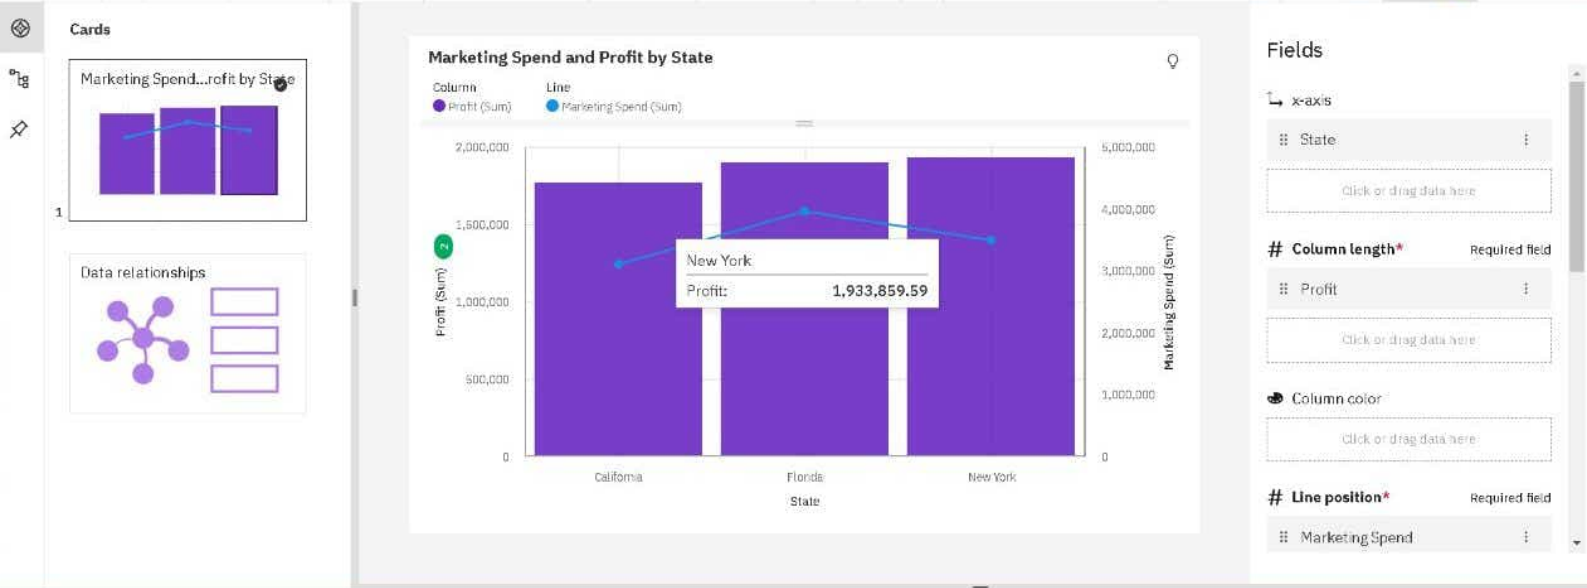 Cards
Marketing Spend...rofit by State
1
Data relationships
Marketing Spend and Profit by State
Column
Line
Profit (Sum)
Marketing Spend (Sum)
2,000,000
1,500,000
1,000,000
500,000
0
2
Profit (Sum)
5,000,000
4,000,000
3,000,000
2,000,000
1,000,000
0
Marketing Spend (Sum)
New York
Profit: 1,933,859.59
California
Florida
New York
State
Fields
x-axis
State
Click or drag data here
# Column length* Required field
Profit
Click or drag data here
Column color
Click or drag data here
# Line position* Required field
Marketing Spend